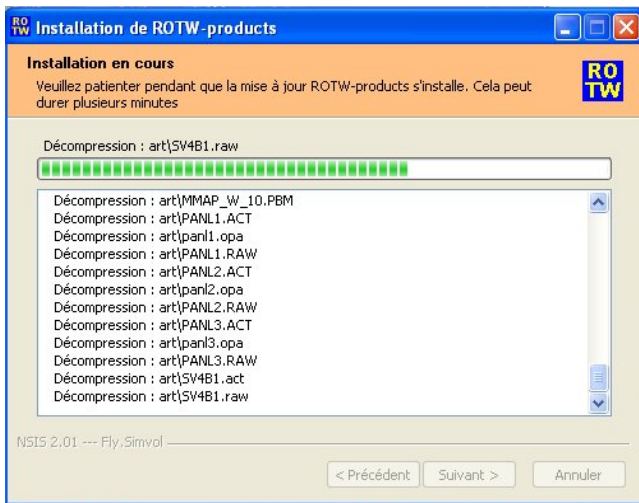 RO
TW
Installation de ROTW-products
Installation en cours
Veuillez patienter pendant que la mise à jour ROTW-products s'installe. Cela peut
durer plusieurs minutes
RO
TW
Décompression : art\SV4B1.raw
Décompression : art\MMAP_W_10.PBM
Décompression : art\PANL1.ACT
Décompression : art\panl1.opa
Décompression : art\PANL1.RAW
Décompression : art\PANL2.ACT
Décompression : art\panl2.opa
Décompression : art\PANL2.RAW
Décompression : art\PANL3.ACT
Décompression : art\panl3.opa
Décompression : art\PANL3.RAW
Décompression : art\SV4B1.act
Décompression : art\SV4B1.raw
NSIS 2.01 --- Fly.Simvol
< Précédent
Suivant >
Annuler